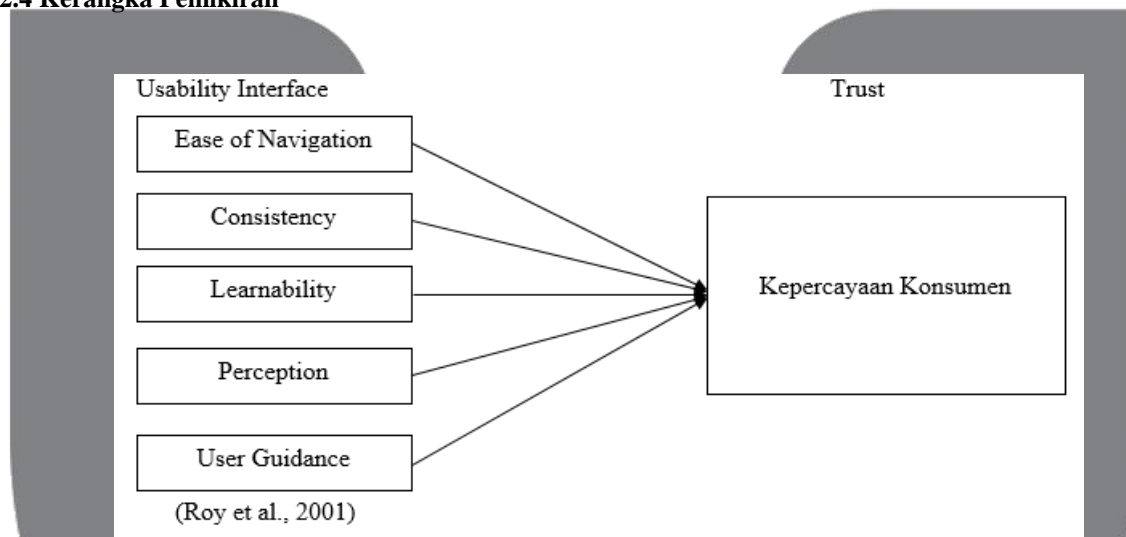 2.4 Kerangka Pemikiran
Usability Interface
Trust
Ease of Navigation
Consistency
Learnability
Kepercayaan Konsumen
Perception
User Guidance
(Roy et al., 2001)